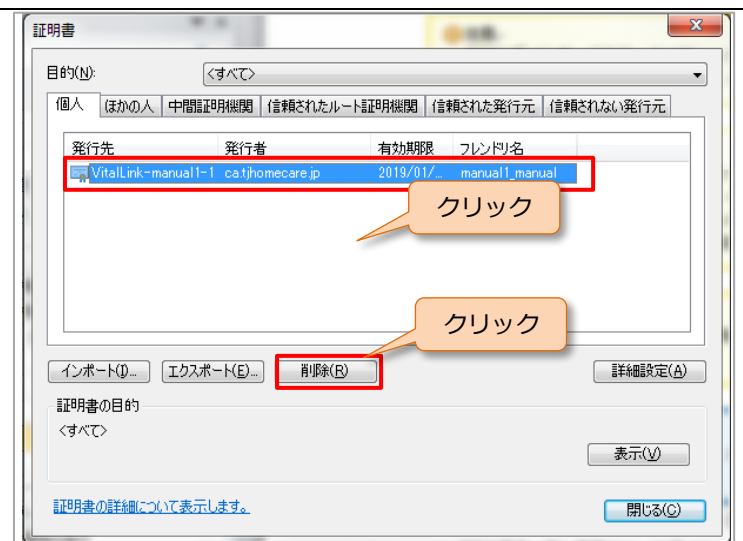 証明書
目的(N):
<すべて>
個人 ほかの人 中間証明機関 信頼されたルート証明機関 信頼された発行元 信頼されない発行元
発行先 発行者 有効期限 フレンドリ名
VitalLink-manual1-1 ca.tjhomecare.jp 2019/01/... manual1_manual
クリック
クリック
インポート(I)... エクスポート(E)... 削除(R) 詳細設定(A)
証明書の目的
<すべて>
表示(V)
証明書の詳細について表示します。
閉じる(C)